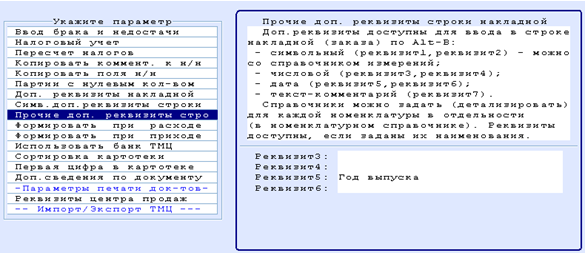 Укажите параметр
Ввод брака и недостачи
Налоговый учет
Пересчет налогов
Копировать коммент. к н/н
Копировать поля н/н
Партии с нулевым кол-вом
Доп. реквизиты накладной
Симв.доп.реквизиты строки
Прочие доп. реквизиты стро
Формировать при расходе
Формировать при приходе
Использовать банк ТМЦ
Сортировка картотеки
Первая цифра в картотеке
Доп.сведения по документу
-Параметры печати док-тов-
Реквизиты центра продаж
-- Импорт/Экспорт ТМЦ ---
Прочие доп. реквизиты строки накладной
Доп.реквизиты доступны для ввода в строке
накладной (заказа) по Alt-B:
- символьный (реквизит1,реквизит2) - можно
со справочником измерений;
- числовой (реквизит3,реквизит4);
- дата (реквизит5,реквизит6);
- текст-комментарий (реквизит7).
Справочники можно задать (детализировать)
для каждой номенклатуры в отдельности
(в номенклатурном справочнике). Реквизиты
доступны, если заданы их наименования.
Реквизит3:
Реквизит4:
Реквизит5: Год выпуска
Реквизит6: